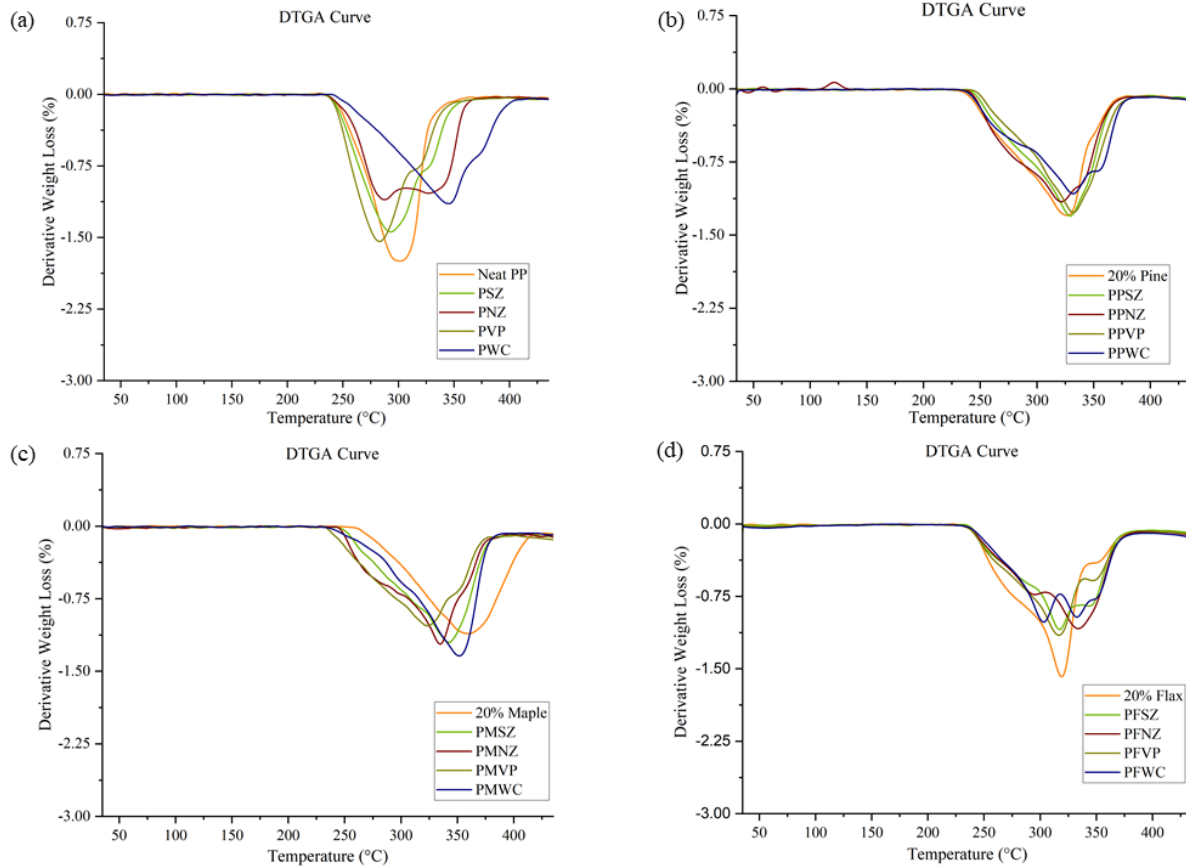 (a)
DTGA Curve
0.75
0.00
-0.75
-1.50
-2.25
-3.00
Derivative Weight Loss (%)
50 100 150 200 250 300 350 400
Temperature (°C)
Neat PP
PSZ
PNZ
PVP
PWC
(b)
DTGA Curve
0.75
0.00
-0.75
-1.50
-2.25
-3.00
Derivative Weight Loss (%)
50 100 150 200 250 300 350 400
Temperature (°C)
20% Pine
PPSZ
PPNZ
PPVP
PPWC
(c)
DTGA Curve
0.75
0.00
-0.75
-1.50
-2.25
-3.00
Derivative Weight Loss (%)
50 100 150 200 250 300 350 400
Temperature (°C)
20% Maple
PMSZ
PMNZ
PMVP
PMWC
(d)
DTGA Curve
0.75
0.00
-0.75
-1.50
-2.25
-3.00
Derivative Weight Loss (%)
50 100 150 200 250 300 350 400
Temperature (°C)
20% Flax
PFSZ
PFNZ
PFVP
PFWC